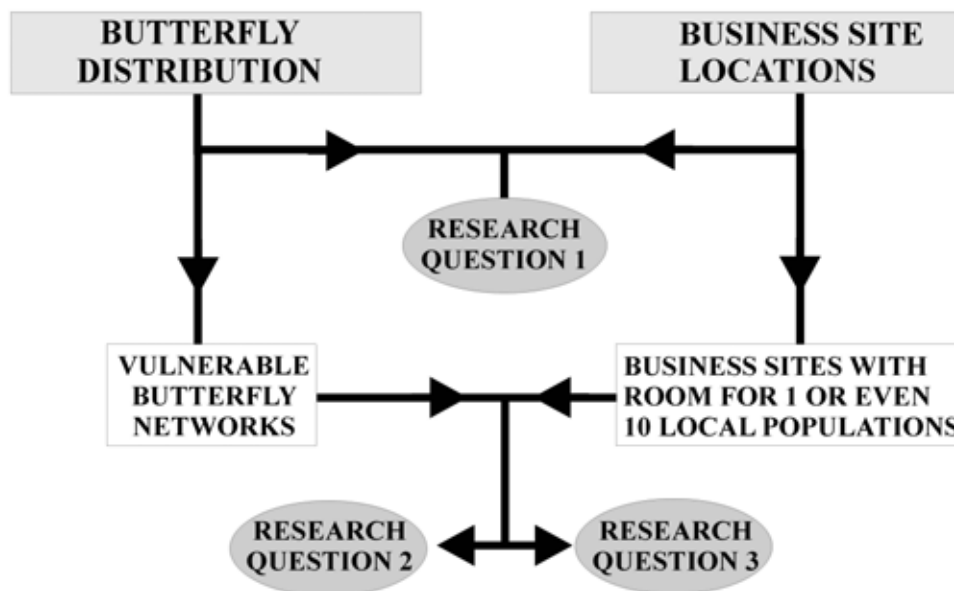 BUTTERFLY
DISTRIBUTION
BUSINESS SITE
LOCATIONS
RESEARCH
QUESTION 1
VULNERABLE
BUTTERFLY
NETWORKS
BUSINESS SITES WITH
ROOM FOR 1 OR EVEN
10 LOCAL POPULATIONS
RESEARCH
QUESTION 2
RESEARCH
QUESTION 3